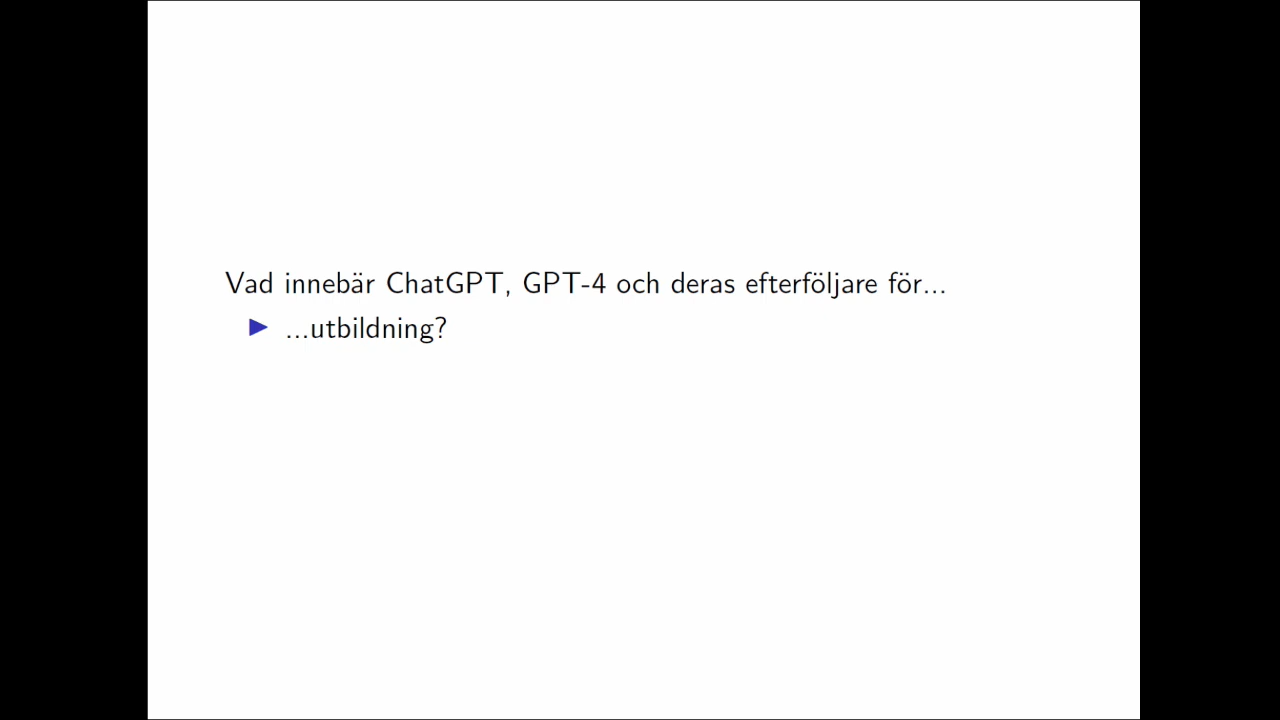 Vad innebär ChatGPT, GPT-4 och deras efterföljare för...
...utbildning?